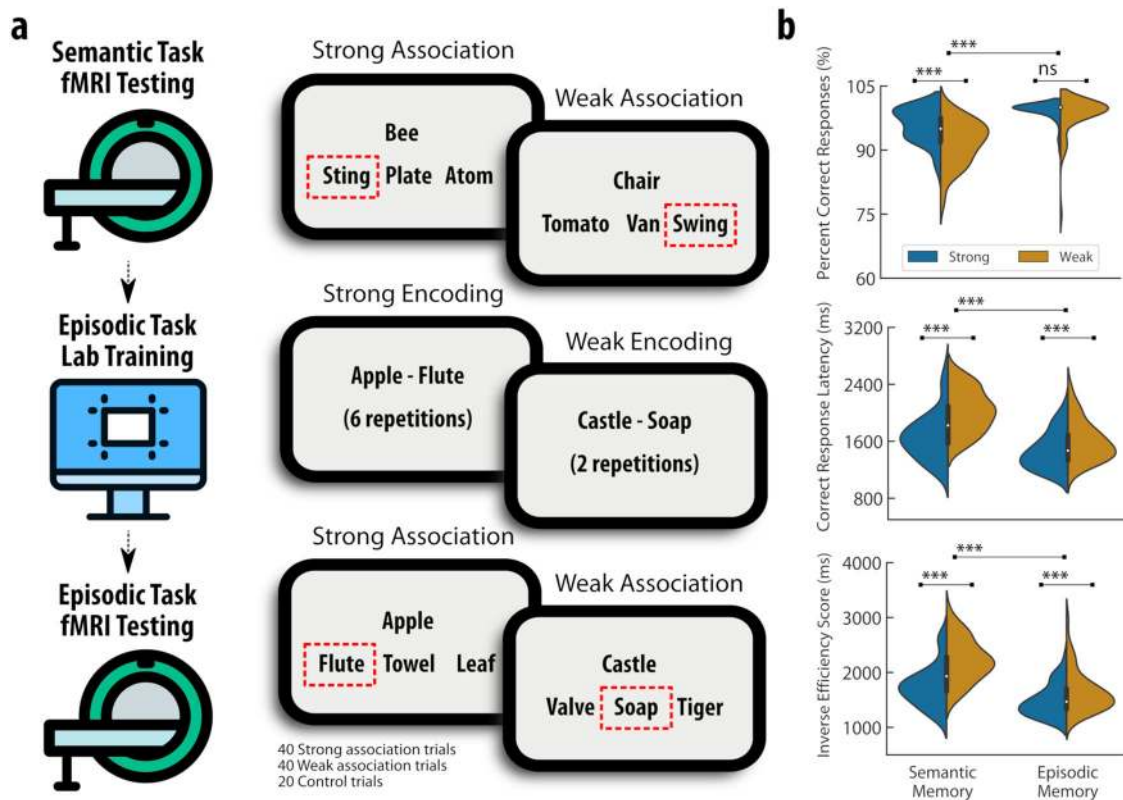 a
Semantic Task
fMRI Testing
Strong Association
Bee
Sting Plate Atom
Weak Association
Chair
Tomato Van Swing
Episodic Task
Lab Training
Strong Encoding
Apple - Flute
(6 repetitions)
Weak Encoding
Castle - Soap
(2 repetitions)
Episodic Task
fMRI Testing
Strong Association
Apple
Flute Towel Leaf
Weak Association
Castle
Valve Soap Tiger
40 Strong association trials
40 Weak association trials
20 Control trials
b
***
*** ns
Percent Correct Responses (%)
105
90
75
60
Strong Weak
***
*** ***
Correct Response Latency (ms)
3200
2400
1600
800
***
*** ***
Inverse Efficiency Score (ms)
4000
3000
2000
1000
Semantic
Memory
Episodic
Memory